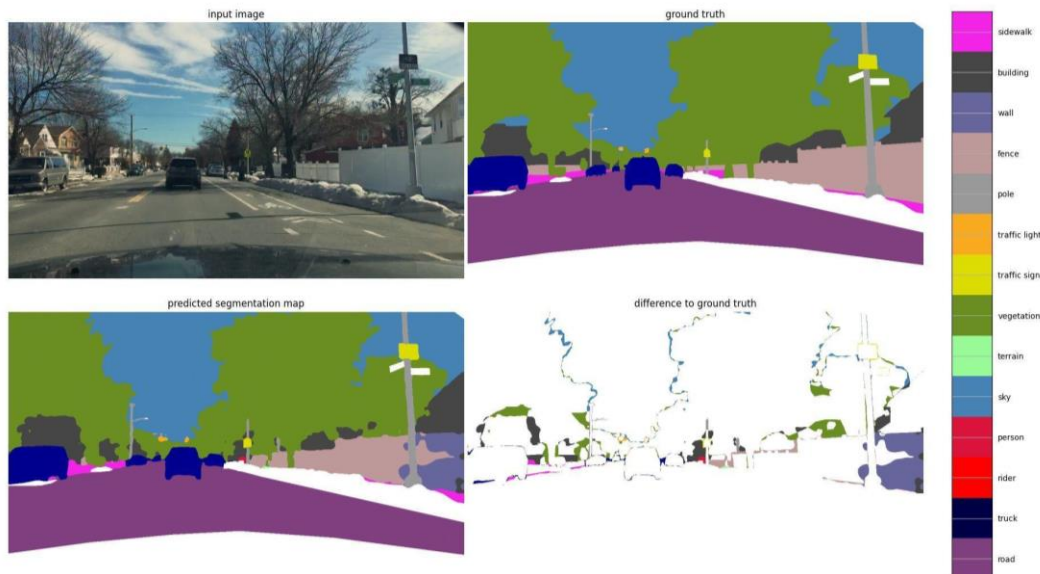 input image
ground truth
predicted segmentation map
difference to ground truth
sidewalk
building
wall
fence
pole
traffic light
traffic sign
vegetation
terrain
sky
person
rider
truck
road